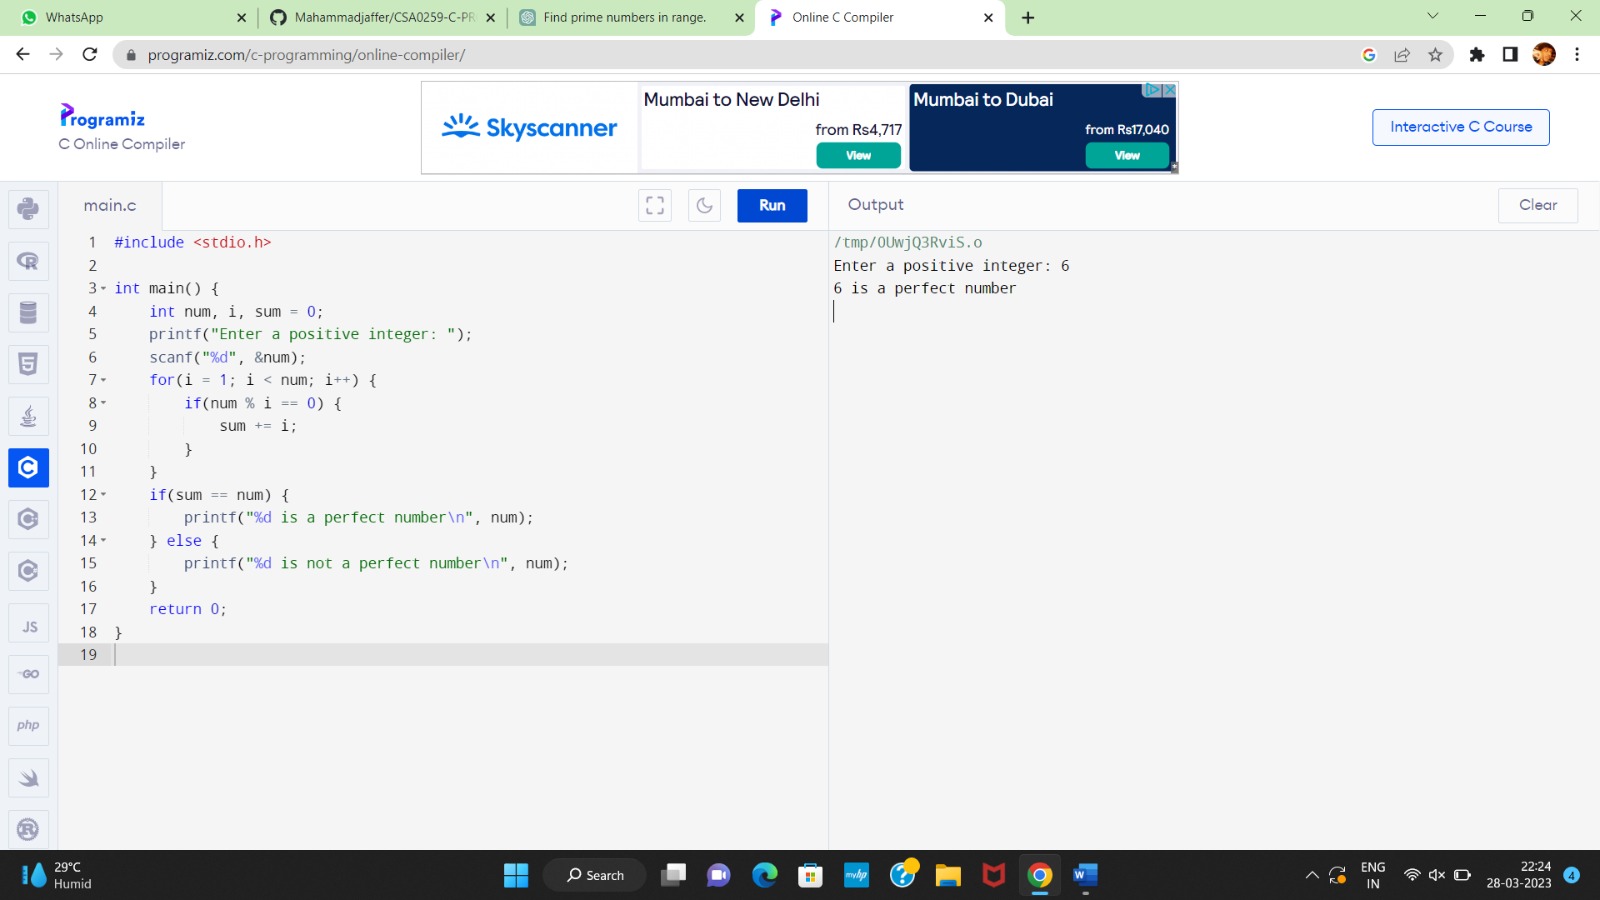 WhatsApp
Mahammadjaffer/CSA0259-C-PR
Find prime numbers in range.
Online C Compiler
programiz.com/c-programming/online-compiler/
Programiz
C Online Compiler
Skyscanner
Mumbai to New Delhi
from Rs4,717
View
Mumbai to Dubai
from Rs17,040
View
Interactive C Course
main.c
Run
Output
Clear
1 #include <stdio.h>
2
3 int main() {
4     int num, i, sum = 0;
5     printf("Enter a positive integer: ");
6     scanf("%d", &num);
7     for(i = 1; i < num; i++) {
8         if(num % i == 0) {
9             sum += i;
10         }
11     }
12     if(sum == num) {
13         printf("%d is a perfect number\n", num);
14     } else {
15         printf("%d is not a perfect number\n", num);
16     }
17     return 0;
18 }
19
/tmp/OUwjQ3RviS.o
Enter a positive integer: 6
6 is a perfect number
JS
GO
php
29°C
Humid
Search
myhp
W
ENG
IN
22:24
28-03-2023
4